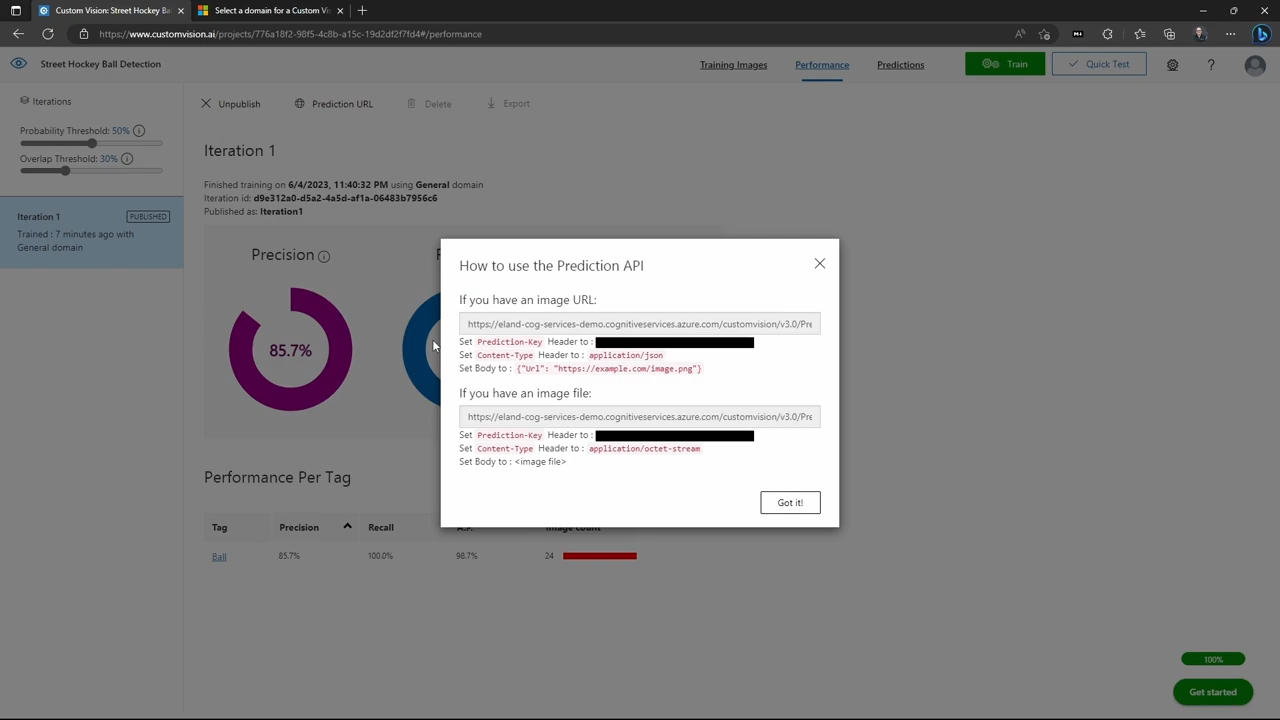 Custom Vision: Street Hockey Ba
Select a domain for a Custom Vi
https://www.customvision.ai/projects/776a18f2-98f5-4c8b-a15c-19d2df2f7fd4#/performance
Street Hockey Ball Detection
Training Images
Performance
Predictions
Train
Quick Test
?
Iterations
Probability Threshold: 50%
Overlap Threshold: 30%
Iteration 1
PUBLISHED
Trained : 7 minutes ago with
General domain
Unpublish
Prediction URL
Delete
Export
Iteration 1
Finished training on 6/4/2023, 11:40:32 PM using General domain
Iteration id: d9e312a0-d5a2-4a5d-af1a-06483b7956c6
Published as: Iteration1
Precision
85.7%
How to use the Prediction API
If you have an image URL:
https://eland-cog-services-demo.cognitiveservices.azure.com/customvision/v3.0/Pre
Set Prediction-Key Header to :
Set Content-Type Header to : application/json
Set Body to : {"Url": "https://example.com/image.png"}
If you have an image file:
https://eland-cog-services-demo.cognitiveservices.azure.com/customvision/v3.0/Pre
Set Prediction-Key Header to :
Set Content-Type Header to : application/octet-stream
Set Body to : <image file>
Got it!
Performance Per Tag
Tag
Precision
Recall
A.P.
Image count
Ball
85.7%
100.0%
98.7%
24
100%
Get started